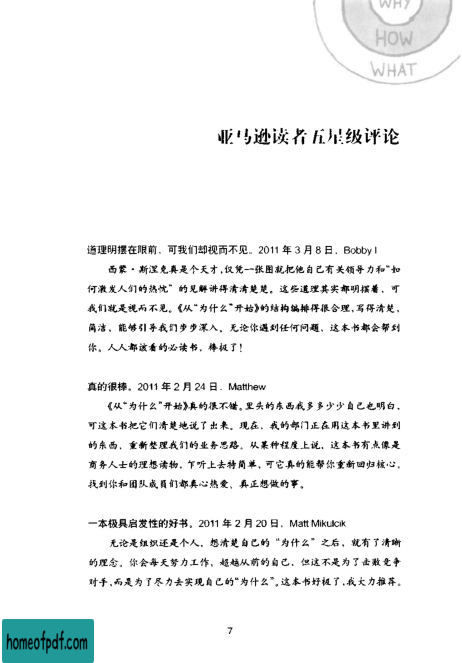 WHY
HOW
WHAT
亚马逊读者五星级评论
道理明摆在眼前，可我们却视而不见。2011 年 3 月 8 日，Bobby I
西蒙·斯涅克真是个天才，仅凭一张图就把他自己有关领导力和“如
何激发人们的热忱”的见解讲得清清楚楚。这些道理其实都明摆着，可
我们就是视而不见。《从“为什么”开始》的结构编排得很合理，写得清楚，
简洁，能够引导我们步步深入。无论你遇到任何问题，这本书都会帮到
你。人人都该看的必读书，棒极了！
真的很棒。2011 年 2 月 24 日，Matthew
《从“为什么”开始》真的很不错。里头的东西我多多少少自己也明白，
可这本书把它们清楚地说了出来。现在，我的部门正在用这本书里讲到
的东西，重新整理我们的业务思路。从某种程度上说，这本书有点像是
商务人士的理想读物，乍听上去特简单，可它真的能帮你重新回归核心，
找到你和团队成员们都真心热爱、真正想做的事。
一本极具启发性的好书。2011 年 2 月 20 日，Matt Mikulcik
无论是组织还是个人，想清楚自己的“为什么”之后，就有了清晰
的理念。你会每天努力工作，超越从前的自己，但这不是为了击败竞争
对手，而是为了尽力去实现自己的“为什么”。这本书好极了，我大力推荐。
7
homeofpdf.com